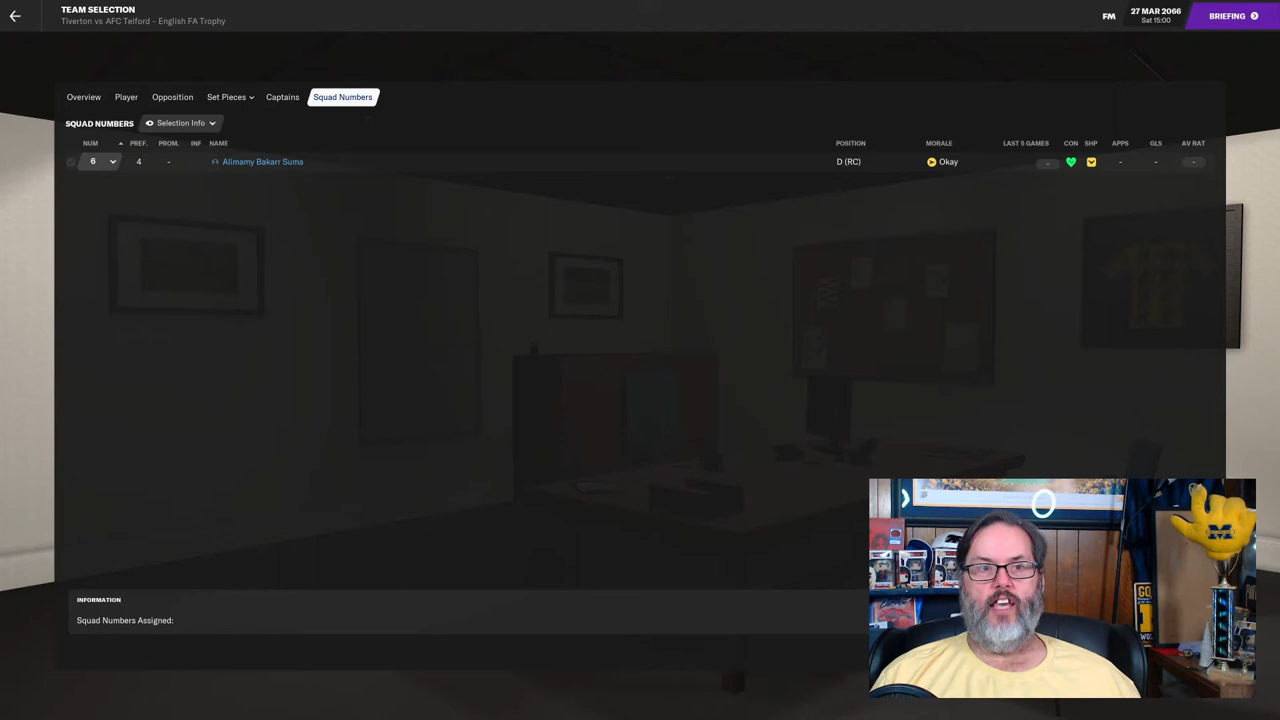 TEAM SELECTION
Tiverton vs AFC Telford - English FA Trophy
FM
27 MAR 2066
Sat 15:00
BRIEFING
Overview
Player
Opposition
Set Pieces
Captains
Squad Numbers
SQUAD NUMBERS
Selection Info
NUM PREF. PROM. INF NAME POSITION MORALE LAST 5 GAMES CON SHP APPS GLS AV RAT
6 4 - Alimamy Bakarr Suma D (RC) Okay - - - -
INFORMATION
Squad Numbers Assigned: